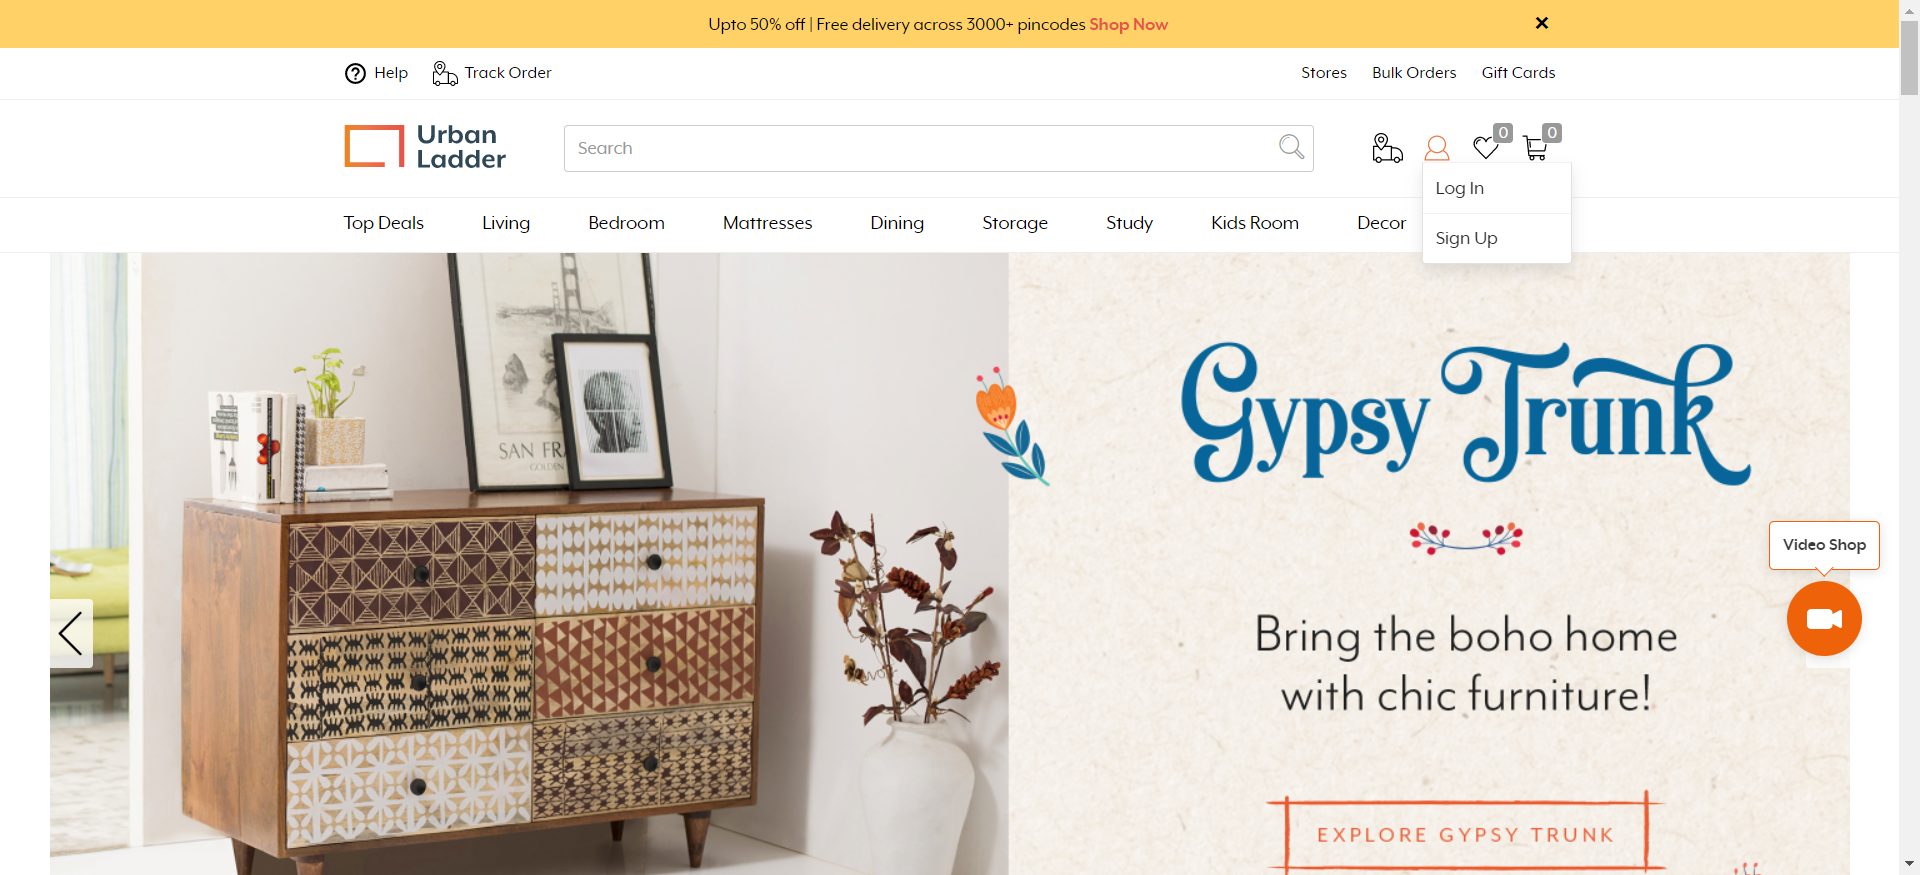 Upto 50% off | Free delivery across 3000+ pincodes Shop Now
Help
Track Order
Stores
Bulk Orders
Gift Cards
Urban
Ladder
Search
0
0
Log In
Sign Up
Top Deals
Living
Bedroom
Mattresses
Dining
Storage
Study
Kids Room
Decor
SAN FRA
GOLDEN
Gypsy Trunk
Video Shop
Bring the boho home
with chic furniture!
EXPLORE GYPSY TRUNK